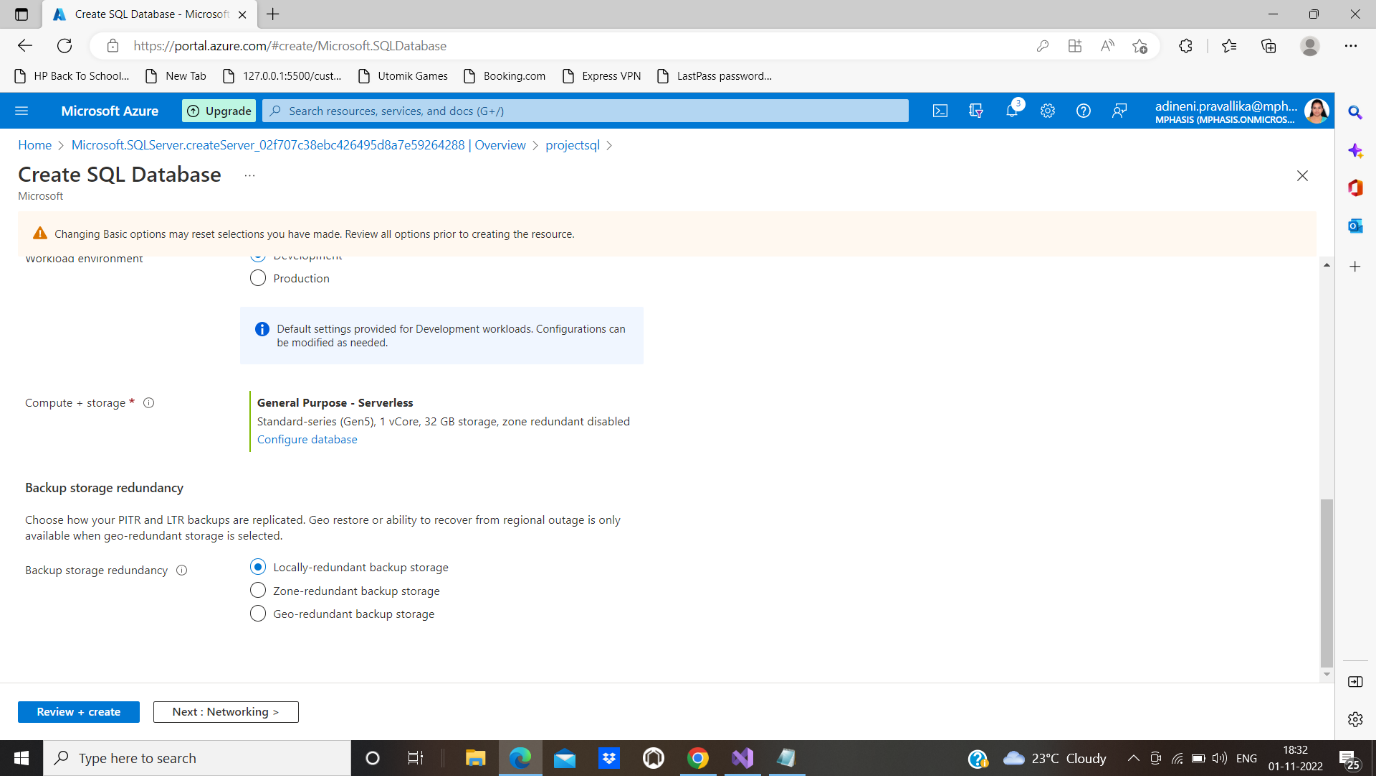 Create SQL Database - Microsoft
https://portal.azure.com/#create/Microsoft.SQLDatabase
HP Back To School...
New Tab
127.0.0.1:5500/cust...
Utomik Games
Booking.com
Express VPN
LastPass password...
Microsoft Azure
Upgrade
Search resources, services, and docs (G+/)
3
adineni.pravallika@mph...
MPHASIS (MPHASIS.ONMICROS...
Home > Microsoft.SQLServer.createServer_02f707c38ebc426495d8a7e59264288 | Overview > projectsql >
Create SQL Database ...
Microsoft
Changing Basic options may reset selections you have made. Review all options prior to creating the resource.
Workload environment
Development
Production
Default settings provided for Development workloads. Configurations can
be modified as needed.
Compute + storage *
General Purpose - Serverless
Standard-series (Gen5), 1 vCore, 32 GB storage, zone redundant disabled
Configure database
Backup storage redundancy
Choose how your PITR and LTR backups are replicated. Geo restore or ability to recover from regional outage is only
available when geo-redundant storage is selected.
Backup storage redundancy
Locally-redundant backup storage
Zone-redundant backup storage
Geo-redundant backup storage
Review + create
Next : Networking >
Type here to search
23°C Cloudy
ENG
18:32
01-11-2022
25